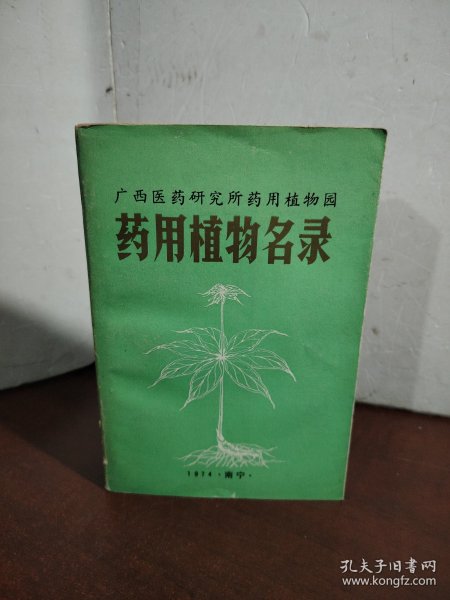 广西医药研究所药用植物园
药用植物名录
1974·南宁·
孔夫子旧书网
www.kongfz.com